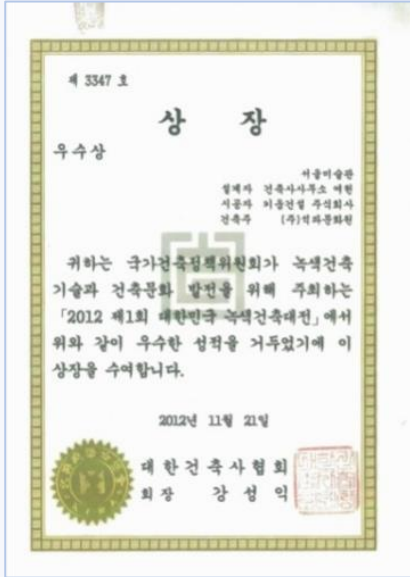 제 3347 호
상 장
우수상
서울미술관
설계자 건축사사무소 예현
시공자 지음건설 주식회사
건축주 (주)석파문화원
귀하는 국가건축정책위원회가 녹색건축
기술과 건축문화 발전을 위해 주최하는
「2012 제1회 대한민국 녹색건축대전」에서
위와 같이 우수한 성적을 거두었기에 이
상장을 수여합니다.
2012년 11월 21일
대한건축사협회
회장 강성익